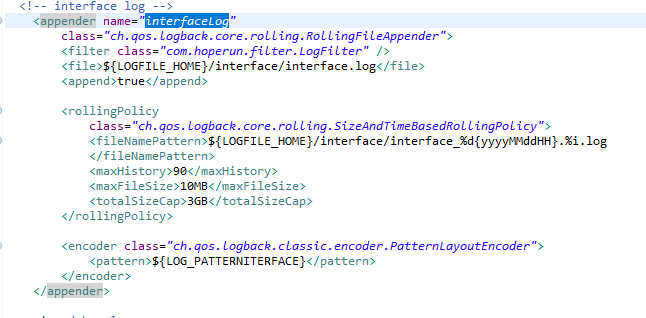 <!-- interface log -->
<appender name="interfaceLog"
class="ch.qos.logback.core.rolling.RollingFileAppender">
<filter class="com.hoperun.filter.LogFilter" />
<file>${LOGFILE_HOME}/interface/interface.log</file>
<append>true</append>
<rollingPolicy
class="ch.qos.logback.core.rolling.SizeAndTimeBasedRollingPolicy">
<fileNamePattern>${LOGFILE_HOME}/interface/interface_%d{yyyyMMddHH}.%i.log
</fileNamePattern>
<maxHistory>90</maxHistory>
<maxFileSize>10MB</maxFileSize>
<totalSizeCap>3GB</totalSizeCap>
</rollingPolicy>
<encoder class="ch.qos.logback.classic.encoder.PatternLayoutEncoder">
<pattern>${LOG_PATTERNITERFACE}</pattern>
</encoder>
</appender>